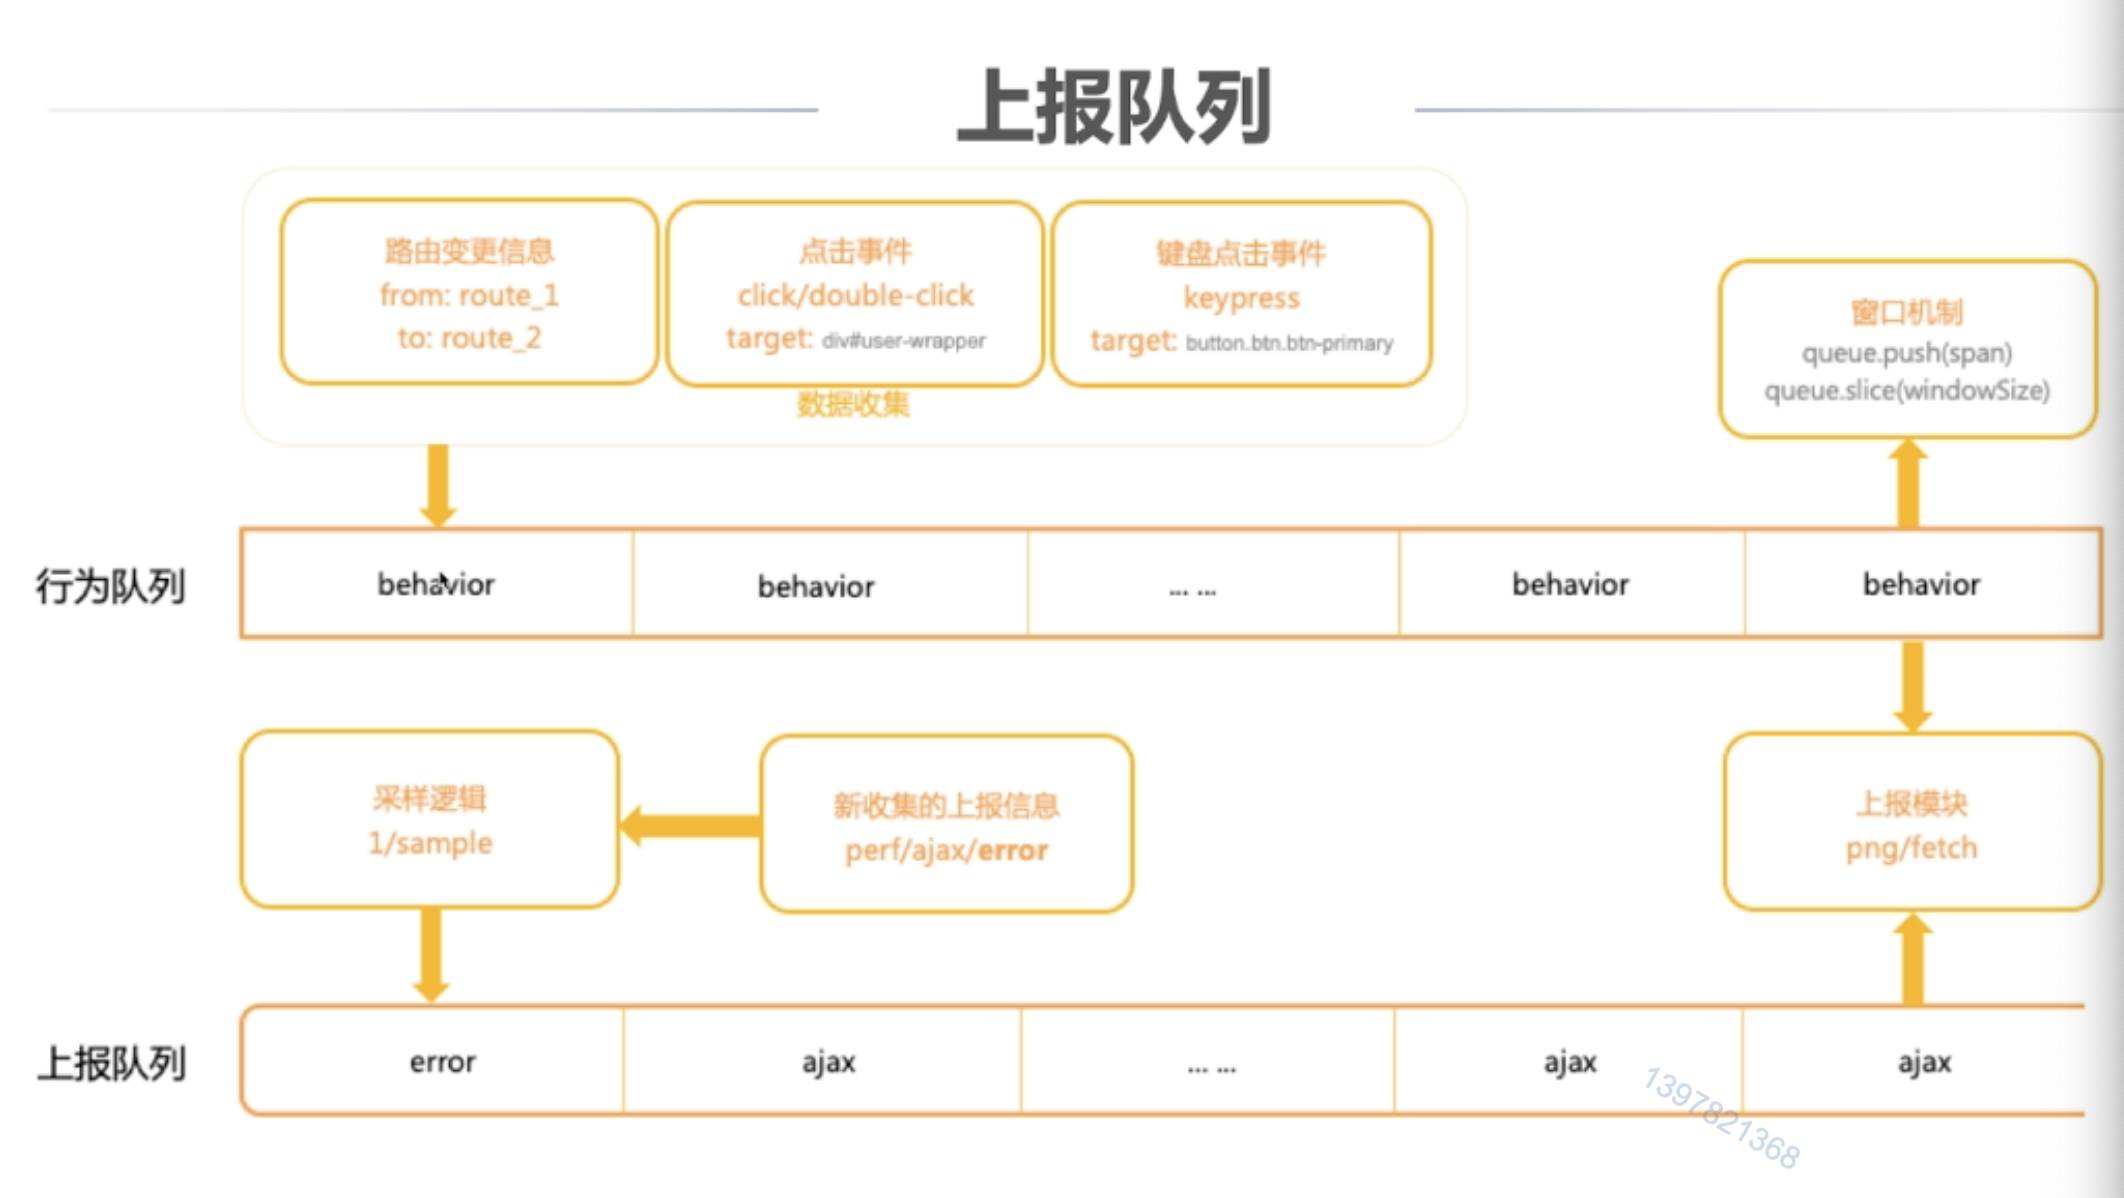 上报队列
路由变更信息
from: route_1
to: route_2
点击事件
click/double-click
target: div#user-wrapper
键盘点击事件
keypress
target: button.btn.btn-primary
数据收集
窗口机制
queue.push(span)
queue.slice(windowSize)
行为队列
behavior
behavior
... ...
behavior
behavior
采样逻辑
1/sample
新收集的上报信息
perf/ajax/error
上报模块
png/fetch
上报队列
error
ajax
... ...
ajax
ajax
1397821368